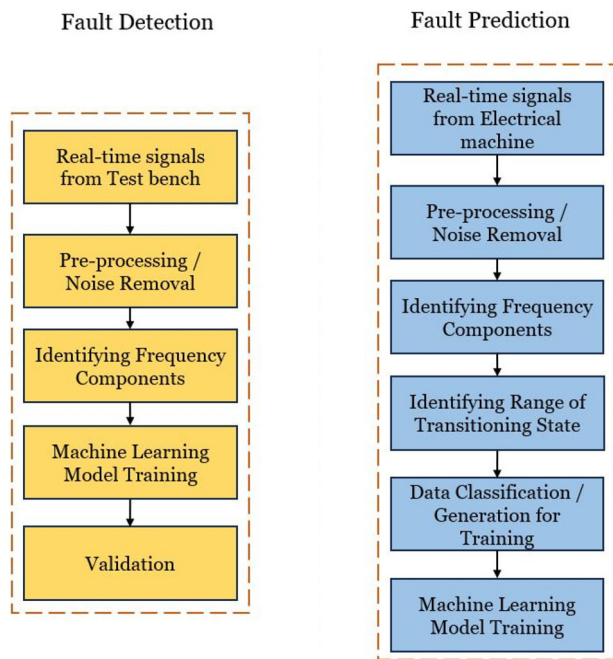 Fault Detection
Real-time signals
from Test bench
Pre-processing /
Noise Removal
Identifying Frequency
Components
Machine Learning
Model Training
Validation
Fault Prediction
Real-time signals
from Electrical
machine
Pre-processing /
Noise Removal
Identifying Frequency
Components
Identifying Range of
Transitioning State
Data Classification /
Generation for
Training
Machine Learning
Model Training